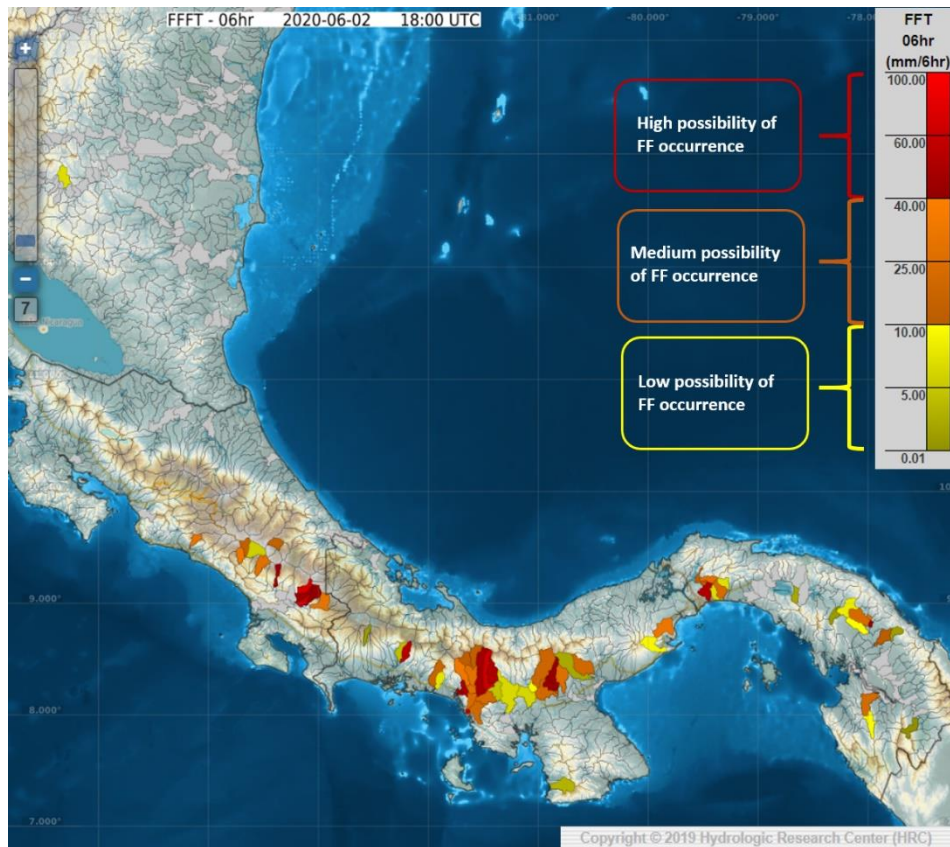 FFFT - 06hr 2020-06-02 18:00 UTC
-81.000°
-80.000°
-79.000°
-78.0
FFT
06hr
(mm/6hr)
100.00
60.00
40.00
25.00
10.00
5.00
0.01
High possibility of
FF occurrence
Medium possibility
of FF occurrence
Low possibility of
FF occurrence
+
−
7
10
9.000°
8.000°
7.000°
Copyright © 2019 Hydrologic Research Center (HRC)